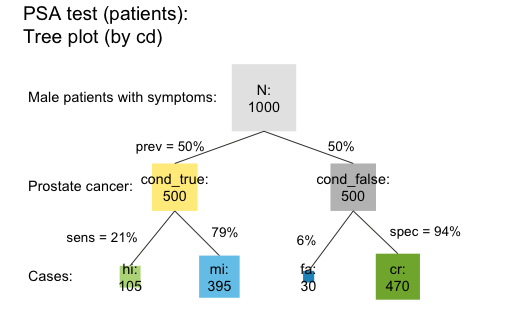 PSA test (patients):
Tree plot (by cd)
N:
1000
Male patients with symptoms:
prev = 50%
50%
Prostate cancer:
cond_true:
500
cond_false:
500
sens = 21%
79%
6%
spec = 94%
Cases:
hi:
105
mi:
395
fa:
30
cr:
470